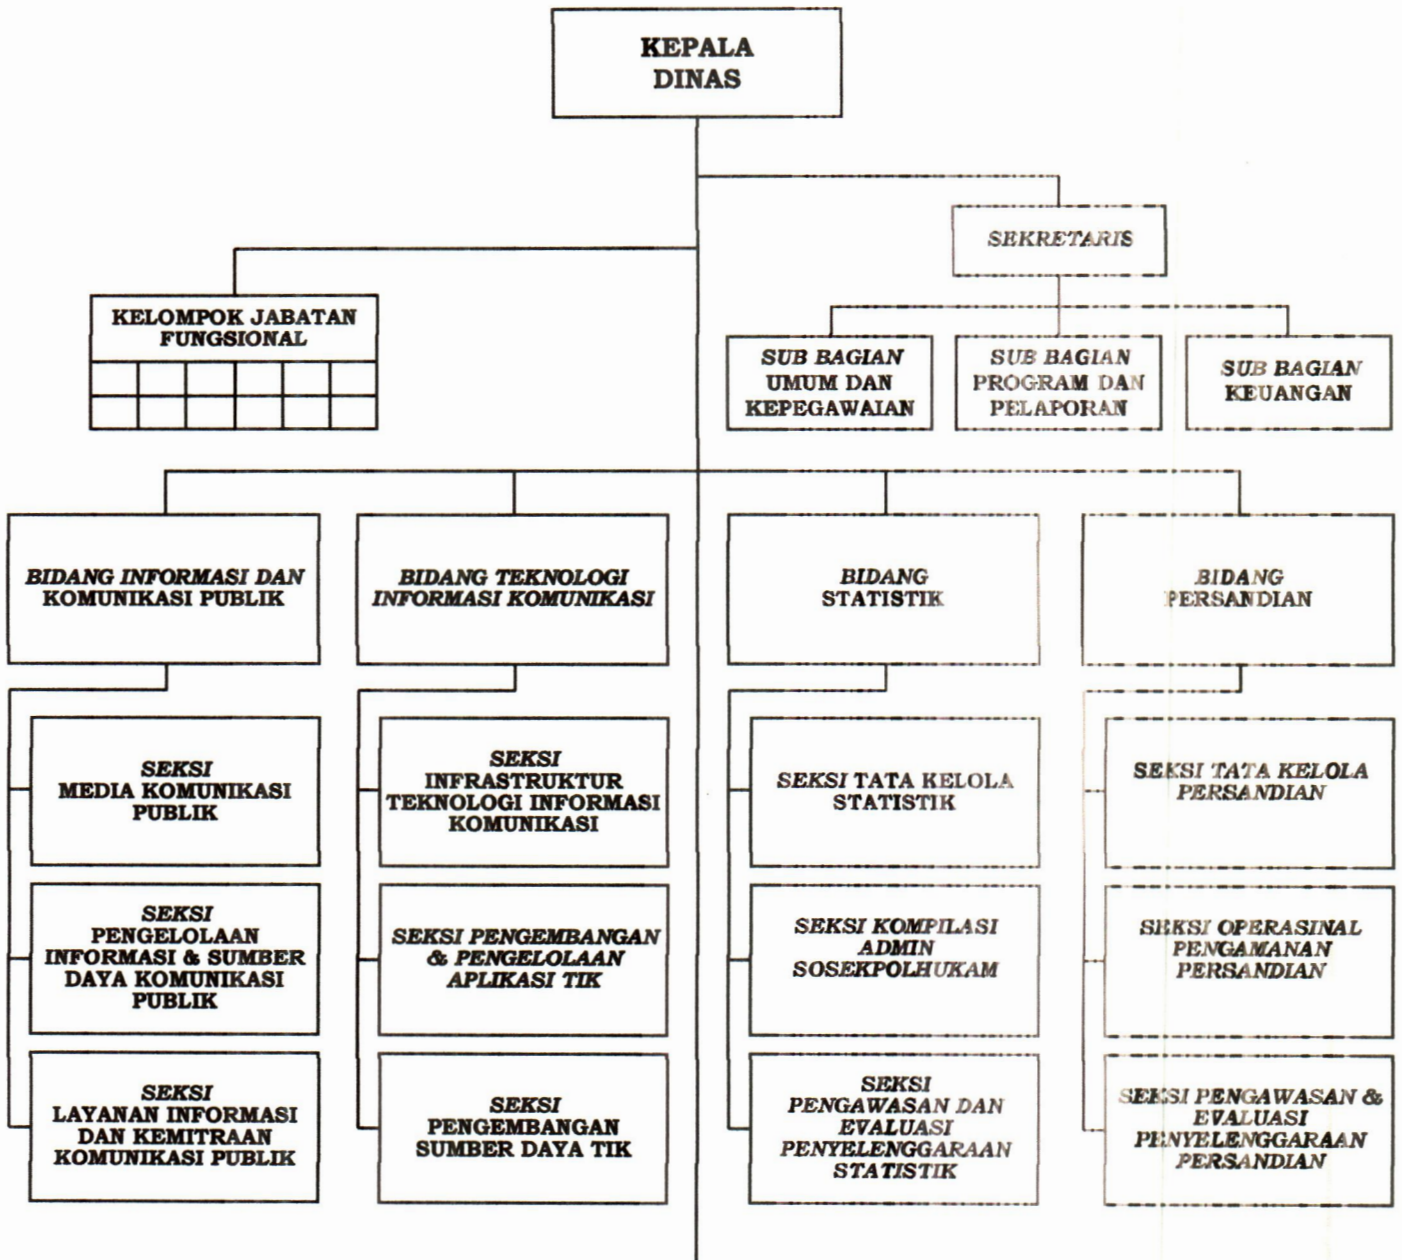 KEPALA
DINAS
SEKRETARIS
KELOMPOK JABATAN
FUNGSIONAL
SUB BAGIAN
UMUM DAN
KEPEGAWAIAN
SUB BAGIAN
PROGRAM DAN
PELAPORAN
SUB BAGIAN
KEUANGAN
BIDANG INFORMASI DAN
KOMUNIKASI PUBLIK
BIDANG TEKNOLOGI
INFORMASI KOMUNIKASI
BIDANG
STATISTIK
BIDANG
PERSANDIAN
SEKSI
MEDIA KOMUNIKASI
PUBLIK
SEKSI
INFRASTRUKTUR
TEKNOLOGI INFORMASI
KOMUNIKASI
SEKSI TATA KELOLA
STATISTIK
SEKSI TATA KELOLA
PERSANDIAN
SEKSI
PENGELOLAAN
INFORMASI & SUMBER
DAYA KOMUNIKASI
PUBLIK
SEKSI PENGEMBANGAN
& PENGELOLAAN
APLIKASI TIK
SEKSI KOMPILASI
ADMIN
SOSEKPOLHUKAM
SEKSI OPERASINAL
PENGAMANAN
PERSANDIAN
SEKSI
LAYANAN INFORMASI
DAN KEMITRAAN
KOMUNIKASI PUBLIK
SEKSI
PENGEMBANGAN
SUMBER DAYA TIK
SEKSI
PENGAWASAN DAN
EVALUASI
PENYELENGGARAAN
STATISTIK
SEKSI PENGAWASAN &
EVALUASI
PENYELENGGARAAN
PERSANDIAN